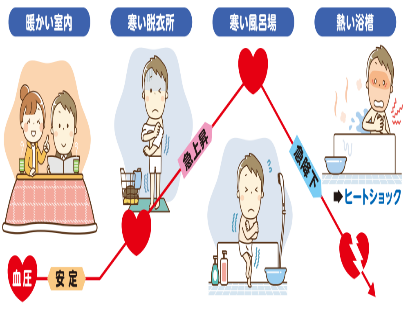 暖かい室内
寒い脱衣所
寒い風呂場
熱い浴槽
急上昇
急降下
➡ヒートショック
血圧
安定